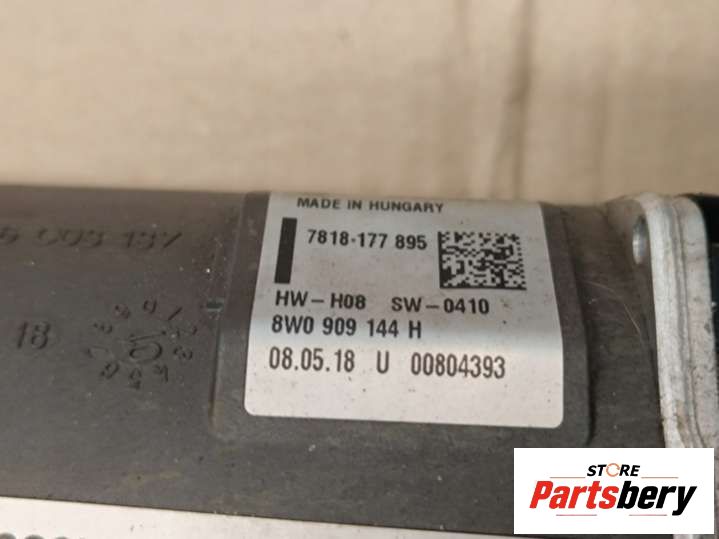 MADE IN HUNGARY
7818-177 895
HW-H08 SW-0410
8W0 909 144 H
08.05.18 U 00804393
18
STORE
Partsbery